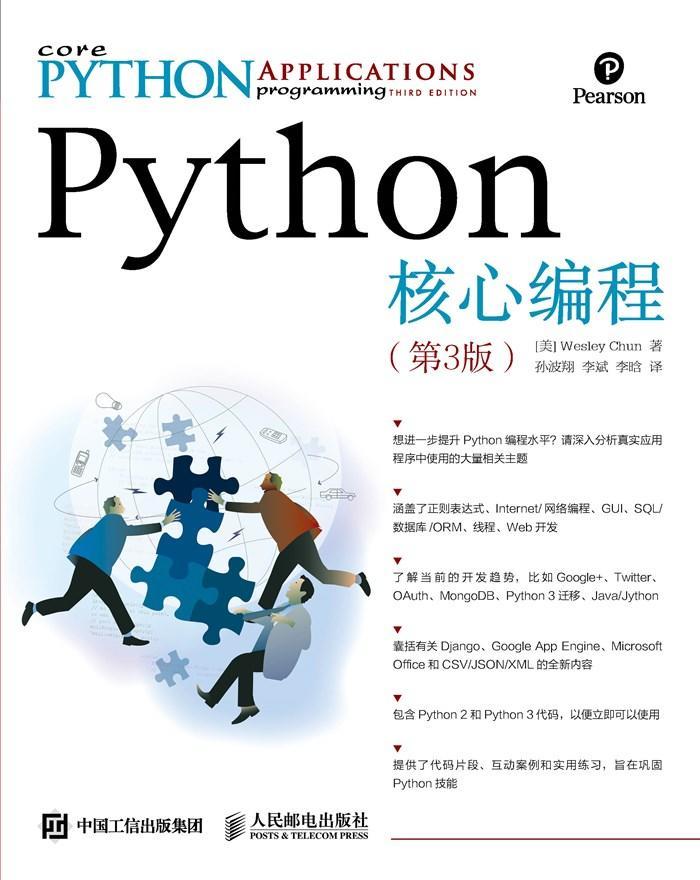 core
PYTHON APPLICATIONS
programming THIRD EDITION
Pearson
Python
核心编程
（第3版）
[美] Wesley Chun 著
孙波翔 李斌 李晗 译
想进一步提升 Python 编程水平？请深入分析真实应用
程序中使用的大量相关主题
涵盖了正则表达式、Internet/ 网络编程、GUI、SQL/
数据库 /ORM、线程、Web 开发
了解当前的开发趋势，比如 Google+、Twitter、
OAuth、MongoDB、Python 3 迁移、Java/Jython
囊括有关 Django、Google App Engine、Microsoft
Office 和 CSV/JSON/XML 的全新内容
包含 Python 2 和 Python 3 代码，以便立即可以使用
提供了代码片段、互动案例和实用练习，旨在巩固
Python 技能
中国工信出版集团
人民邮电出版社
POSTS & TELECOM PRESS